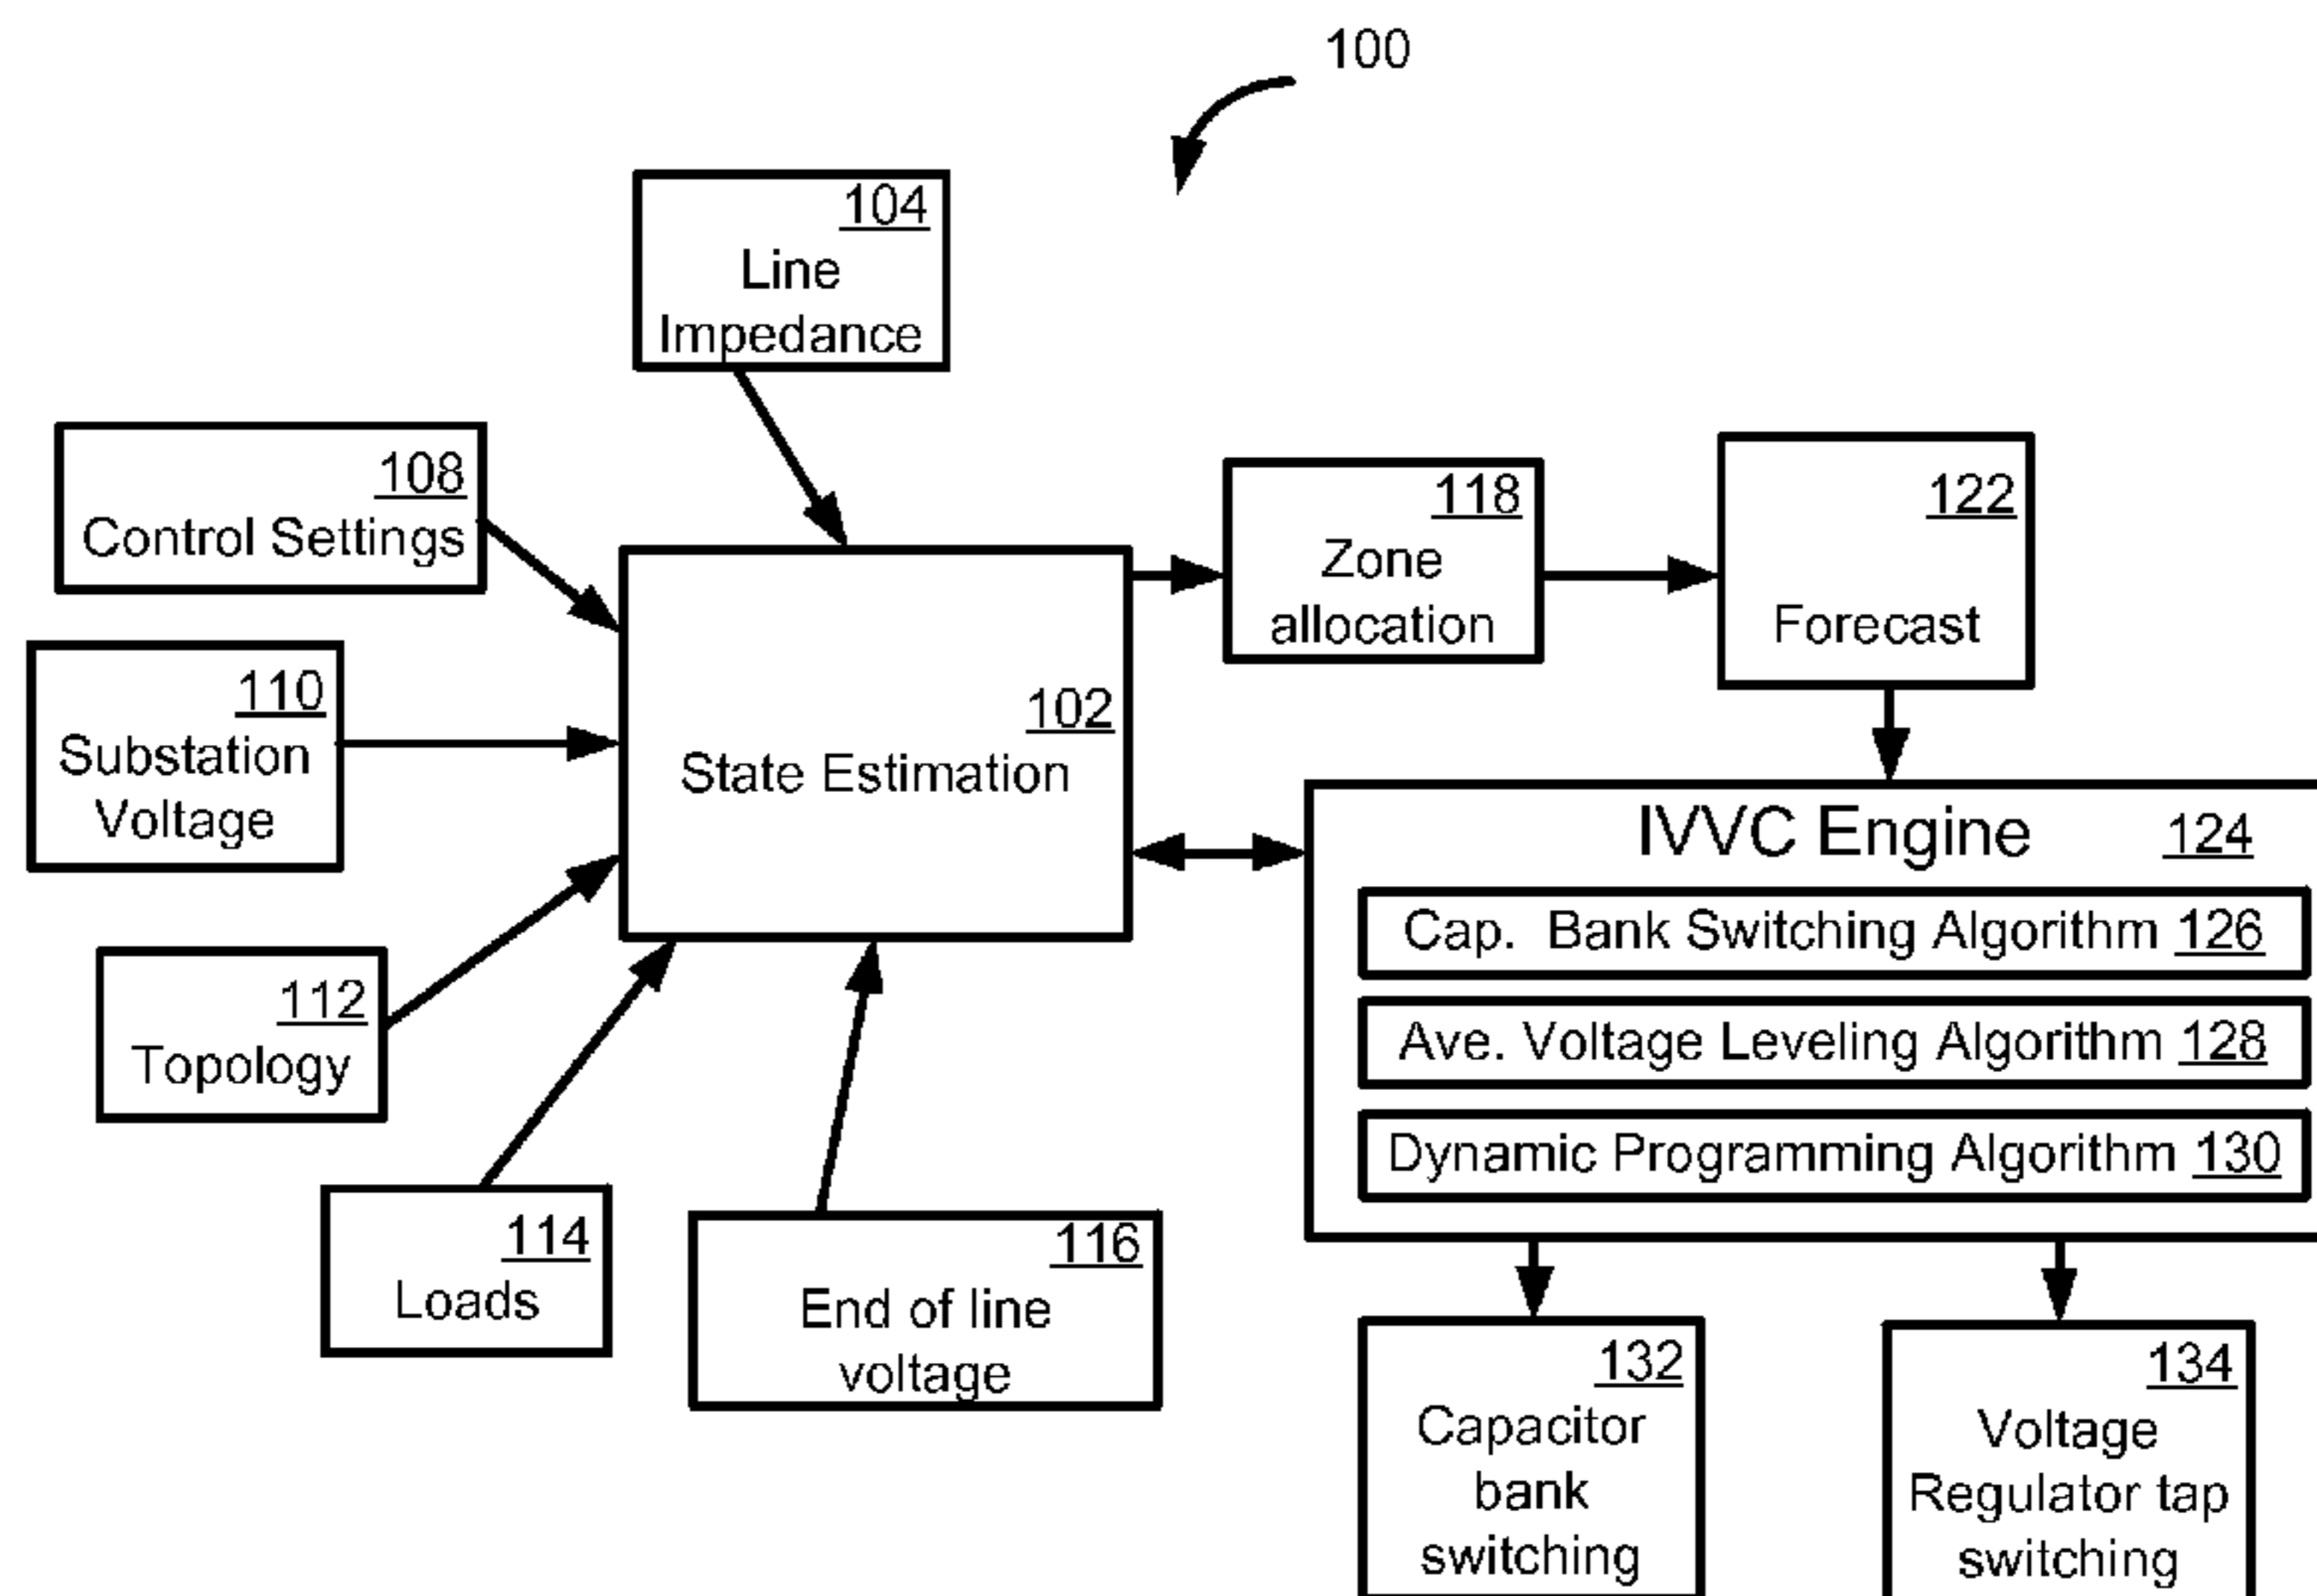 100
104
Line
Impedance
108
Control Settings
118
Zone
allocation
122
Forecast
110
Substation
Voltage
102
State Estimation
IVVC Engine 124
Cap. Bank Switching Algorithm 126
Ave. Voltage Leveling Algorithm 128
Dynamic Programming Algorithm 130
112
Topology
114
Loads
116
End of line
voltage
132
Capacitor
bank
switching
134
Voltage
Regulator tap
switching